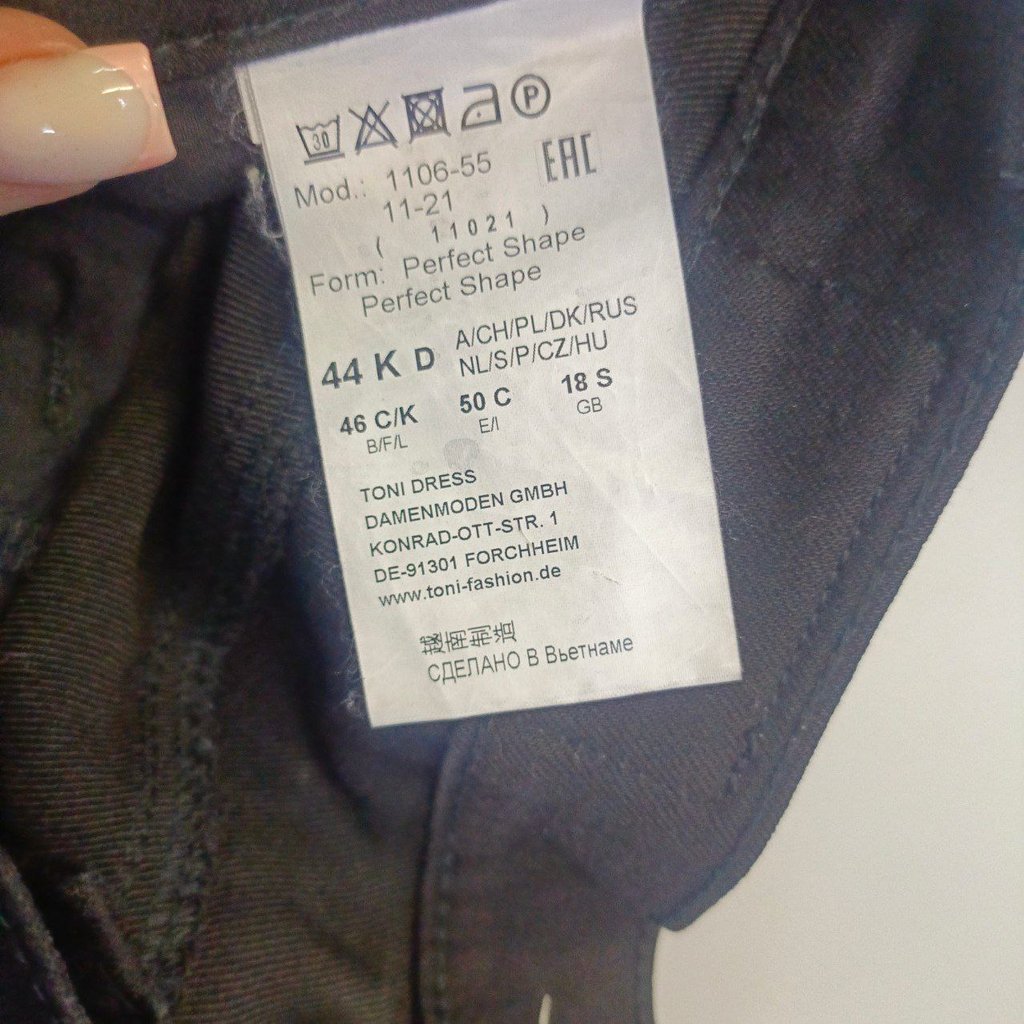 30 P
Mod.: 1106-55 EAC
11-21
( 11021 )
Form: Perfect Shape
Perfect Shape
44 K D A/CH/PL/DK/RUS
NL/S/P/CZ/HU
46 C/K 50 C 18 S
B/F/L E/I GB
TONI DRESS
DAMENMODEN GMBH
KONRAD-OTT-STR. 1
DE-91301 FORCHHEIM
www.toni-fashion.de
СДЕЛАНО В Вьетнаме